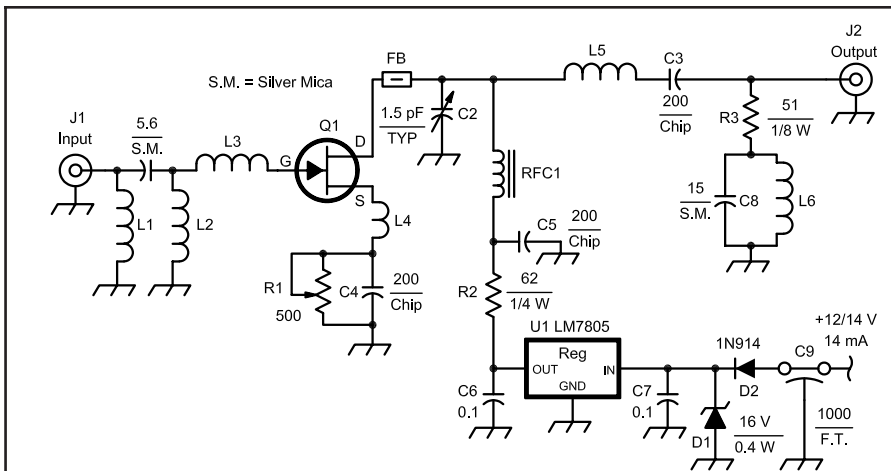 J2
Output
L5
C3
200
Chip
FB
S.M. = Silver Mica
1.5 pF
TYP
C2
R3
51
1/8 W
J1
Input
5.6
S.M.
L3
Q1
D
G
S
RFC1
15
S.M.
C8
L6
L1
L2
L4
C5
200
Chip
R1
500
C4
200
Chip
R2
62
1/4 W
U1 LM7805
Reg
OUT
IN
GND
+12/14 V
14 mA
1N914
C9
D2
C6
0.1
C7
0.1
D1
16 V
0.4 W
1000
F.T.